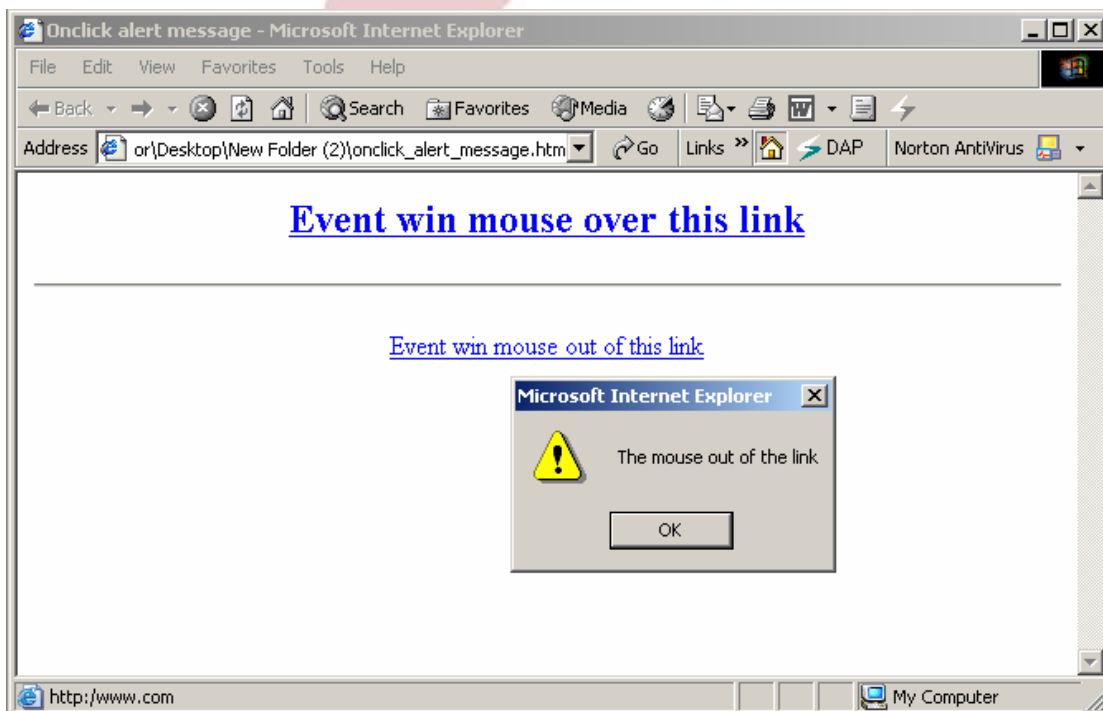 Onclick alert message - Microsoft Internet Explorer
File Edit View Favorites Tools Help
Back Search Favorites Media
Address or\Desktop\New Folder (2)\onclick_alert_message.htm Go Links » DAP Norton AntiVirus
Event win mouse over this link
Event win mouse out of this link
Microsoft Internet Explorer
The mouse out of the link
OK
http:/www.com My Computer